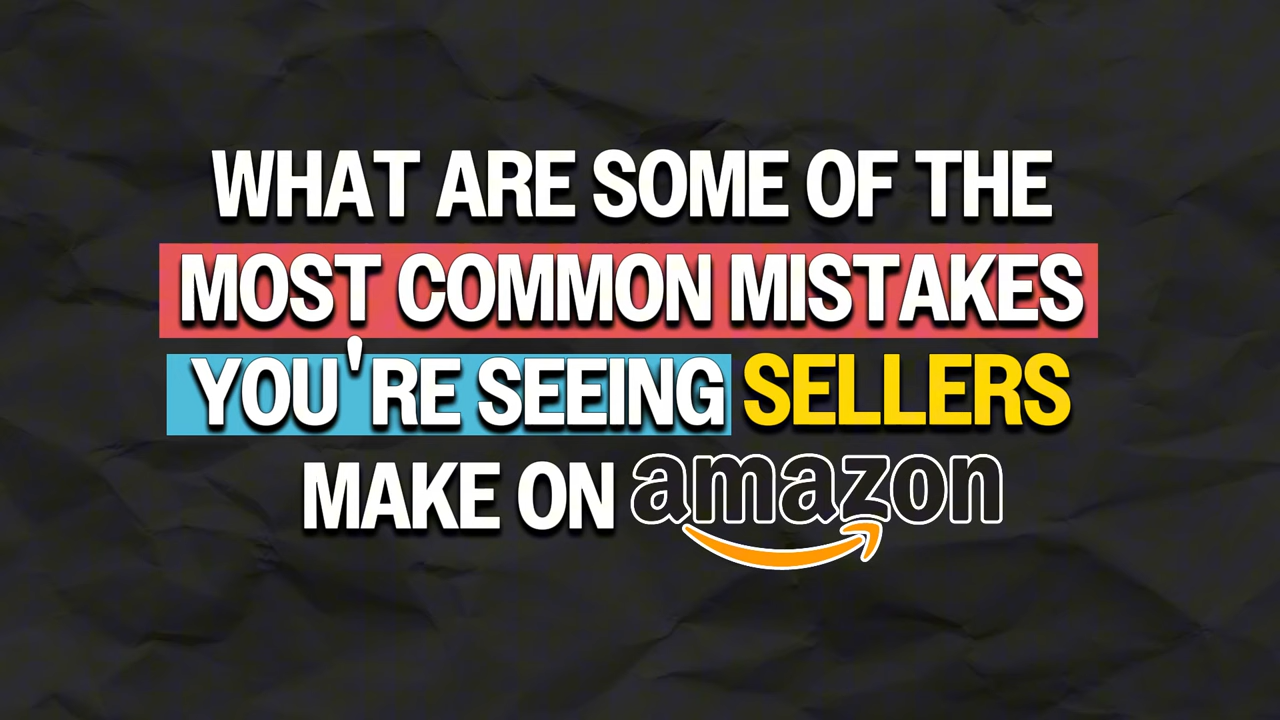 WHAT ARE SOME OF THE
MOST COMMON MISTAKES
YOU'RE SEEING SELLERS
MAKE ON amazon